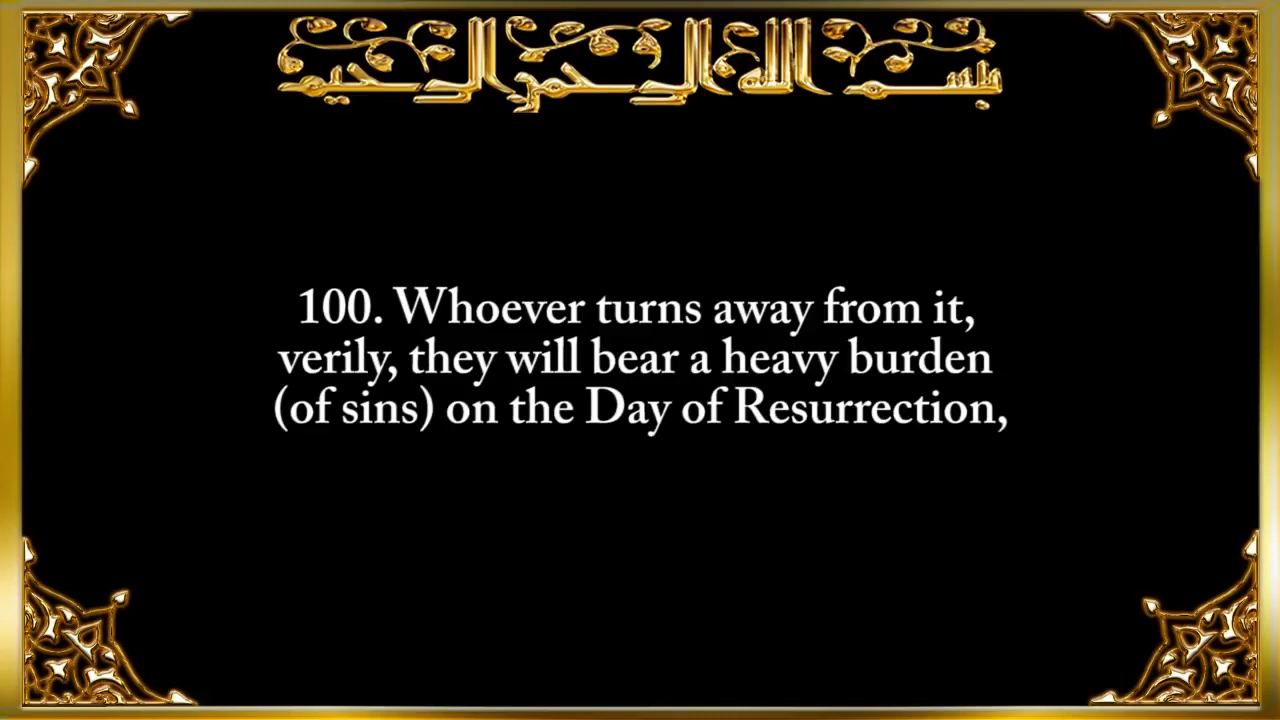 بسم الله الرحمن الرحيم
100. Whoever turns away from it,
verily, they will bear a heavy burden
(of sins) on the Day of Resurrection,